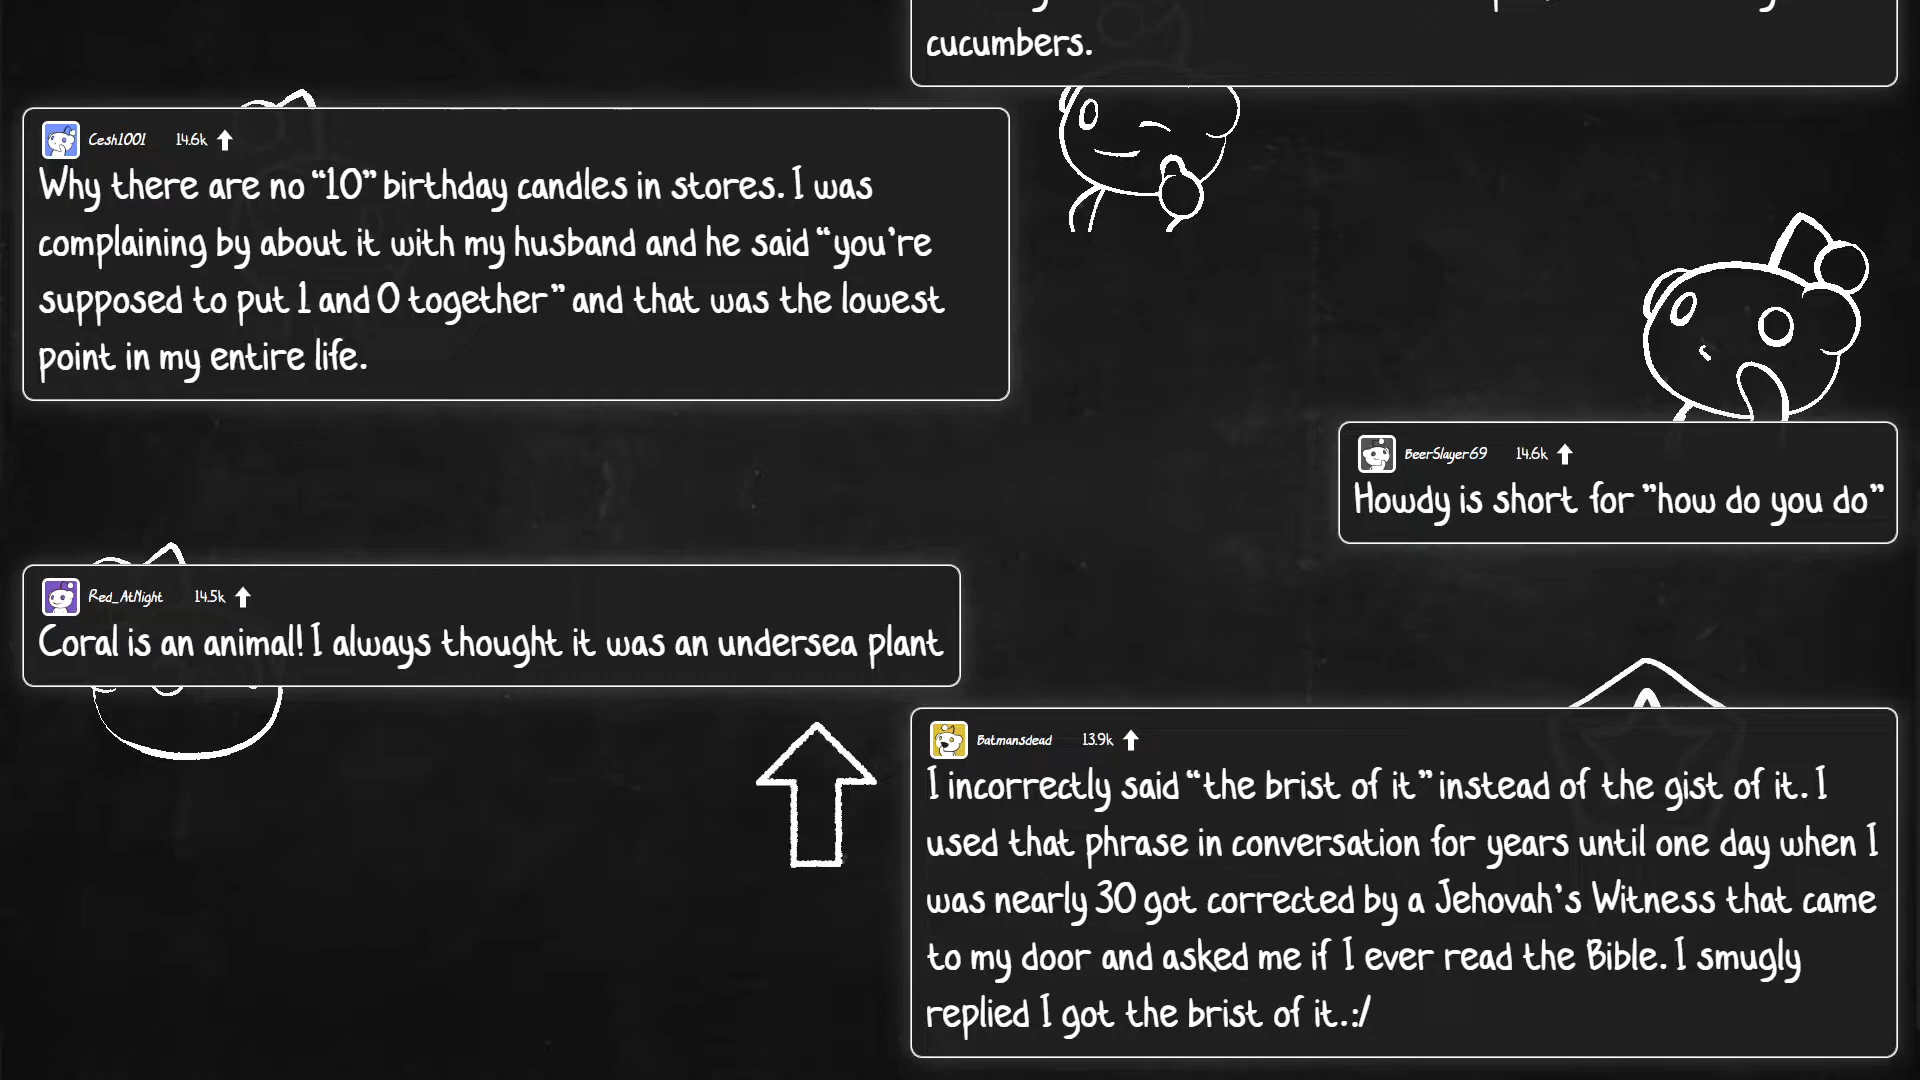 cucumbers.
Cesh1001 14.6k
Why there are no “10” birthday candles in stores. I was
complaining by about it with my husband and he said “you’re
supposed to put 1 and 0 together” and that was the lowest
point in my entire life.
BeerSlayer69 14.6k
Howdy is short for ”how do you do”
Red_AtNight 14.5k
Coral is an animal! I always thought it was an undersea plant
Batmansdead 13.9k
I incorrectly said “the brist of it” instead of the gist of it. I
used that phrase in conversation for years until one day when I
was nearly 30 got corrected by a Jehovah’s Witness that came
to my door and asked me if I ever read the Bible. I smugly
replied I got the brist of it.:/